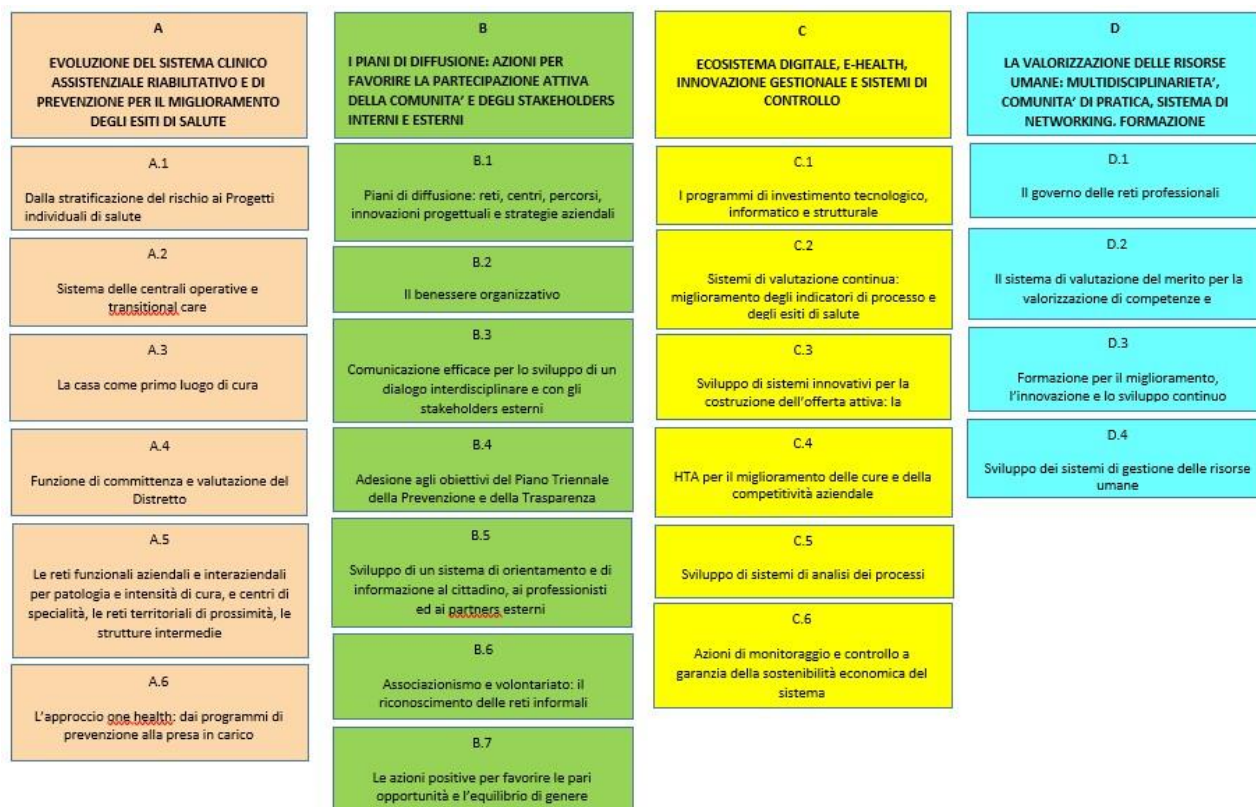 A
EVOLUZIONE DEL SISTEMA CLINICO
ASSISTENZIALE RIABILITATIVO E DI
PREVENZIONE PER IL MIGLIORAMENTO
DEGLI ESITI DI SALUTE
A.1
Dalla stratificazione del rischio ai Progetti
individuali di salute
A.2
Sistema delle centrali operative e
transitional care
A.3
La casa come primo luogo di cura
A.4
Funzione di committenza e valutazione del
Distretto
A.5
Le reti funzionali aziendali e interaziendali
per patologia e intensità di cura, e centri di
specialità, le reti territoriali di prossimità, le
strutture intermedie
A.6
L'approccio one health: dai programmi di
prevenzione alla presa in carico
B
I PIANI DI DIFFUSIONE: AZIONI PER
FAVORIRE LA PARTECIPAZIONE ATTIVA
DELLA COMUNITA' E DEGLI STAKEHOLDERS
INTERNI E ESTERNI
B.1
Piani di diffusione: reti, centri, percorsi,
innovazioni progettuali e strategie aziendali
B.2
Il benessere organizzativo
B.3
Comunicazione efficace per lo sviluppo di un
dialogo interdisciplinare e con gli
stakeholders esterni
B.4
Adesione agli obiettivi del Piano Triennale
della Prevenzione e della Trasparenza
B.5
Sviluppo di un sistema di orientamento e di
informazione al cittadino, ai professionisti
ed ai partners esterni
B.6
Associazionismo e volontariato: il
riconoscimento delle reti informali
B.7
Le azioni positive per favorire le pari
opportunità e l'equilibrio di genere
C
ECOSISTEMA DIGITALE, E-HEALTH,
INNOVAZIONE GESTIONALE E SISTEMI DI
CONTROLLO
C.1
I programmi di investimento tecnologico,
informatico e strutturale
C.2
Sistemi di valutazione continua:
miglioramento degli indicatori di processo e
degli esiti di salute
C.3
Sviluppo di sistemi innovativi per la
costruzione dell'offerta attiva: la
C.4
HTA per il miglioramento delle cure e della
competitività aziendale
C.5
Sviluppo di sistemi di analisi dei processi
C.6
Azioni di monitoraggio e controllo a
garanzia della sostenibilità economica del
sistema
D
LA VALORIZZAZIONE DELLE RISORSE
UMANE: MULTIDISCIPLINARIETA',
COMUNITA' DI PRATICA, SISTEMA DI
NETWORKING. FORMAZIONE
D.1
Il governo delle reti professionali
D.2
Il sistema di valutazione del merito per la
valorizzazione di competenze e
D.3
Formazione per il miglioramento,
l'innovazione e lo sviluppo continuo
D.4
Sviluppo dei sistemi di gestione delle risorse
umane